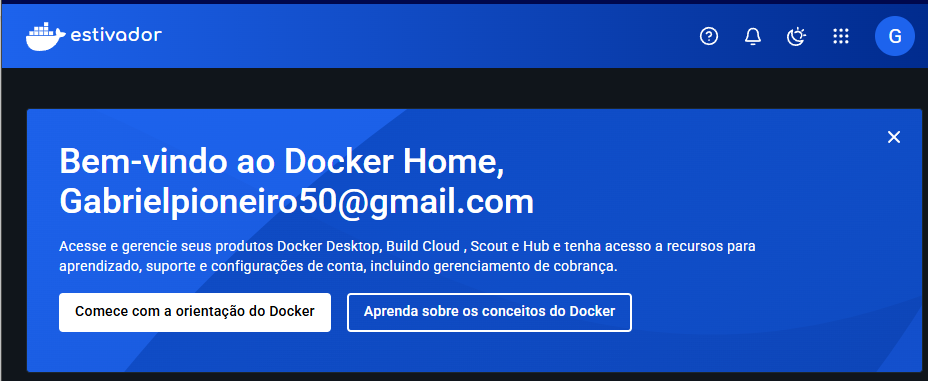 estivador
G
Bem-vindo ao Docker Home,
Gabrielpioneiro50@gmail.com
Acesse e gerencie seus produtos Docker Desktop, Build Cloud , Scout e Hub e tenha acesso a recursos para
aprendizado, suporte e configurações de conta, incluindo gerenciamento de cobrança.
Comece com a orientação do Docker
Aprenda sobre os conceitos do Docker